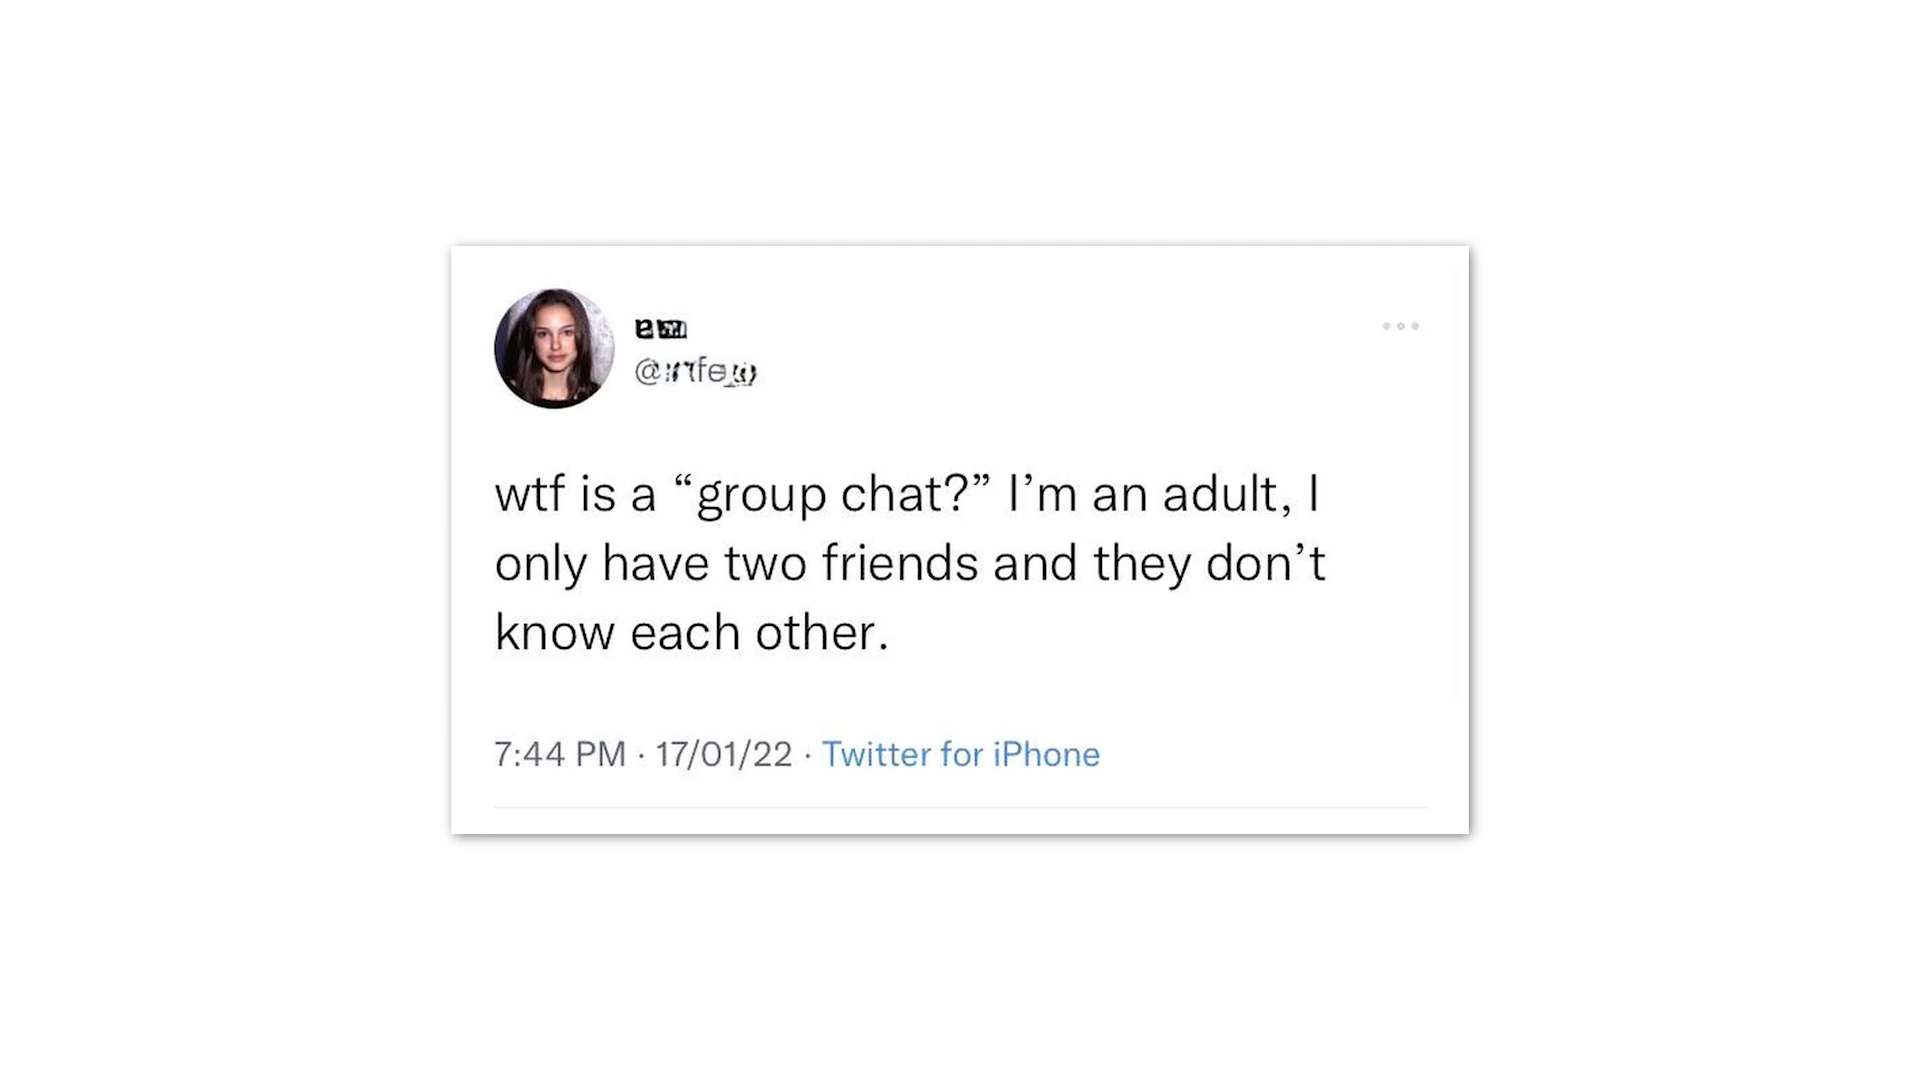 wtf is a “group chat?” I’m an adult, I
only have two friends and they don’t
know each other.
7:44 PM · 17/01/22 · Twitter for iPhone